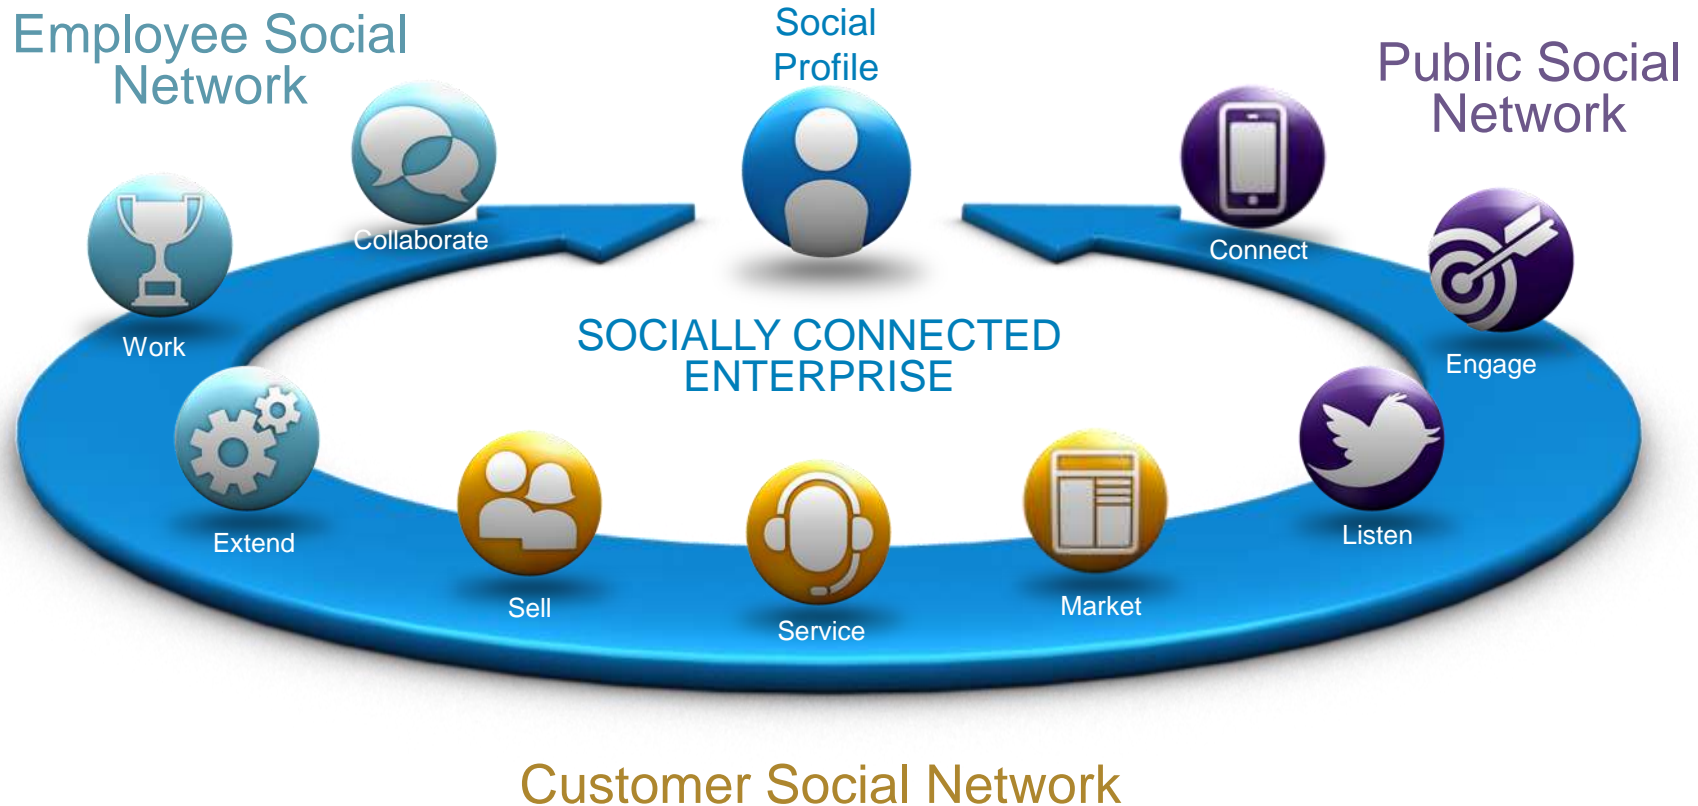 Employee Social
Network
Social
Profile
Public Social
Network
Collaborate
Connect
Work
Engage
SOCIALLY CONNECTED
ENTERPRISE
Extend
Listen
Sell
Service
Market
Customer Social Network